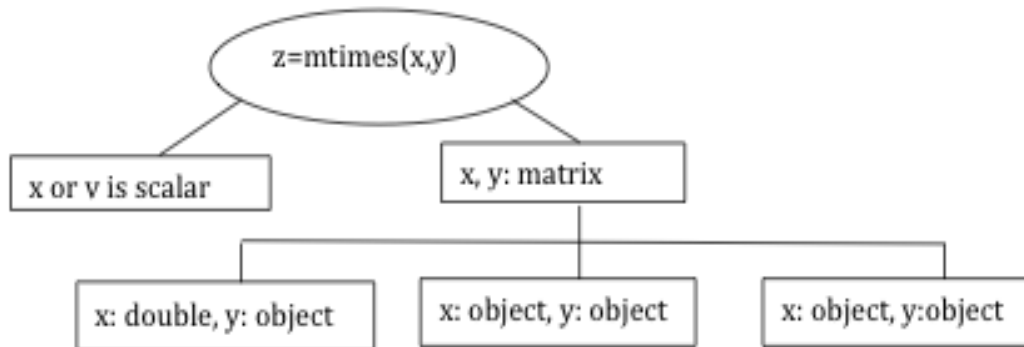 z=mtimes(x,y)
x or y is scalar
x, y: matrix
x: double, y: object
x: object, y: object
x: object, y:object